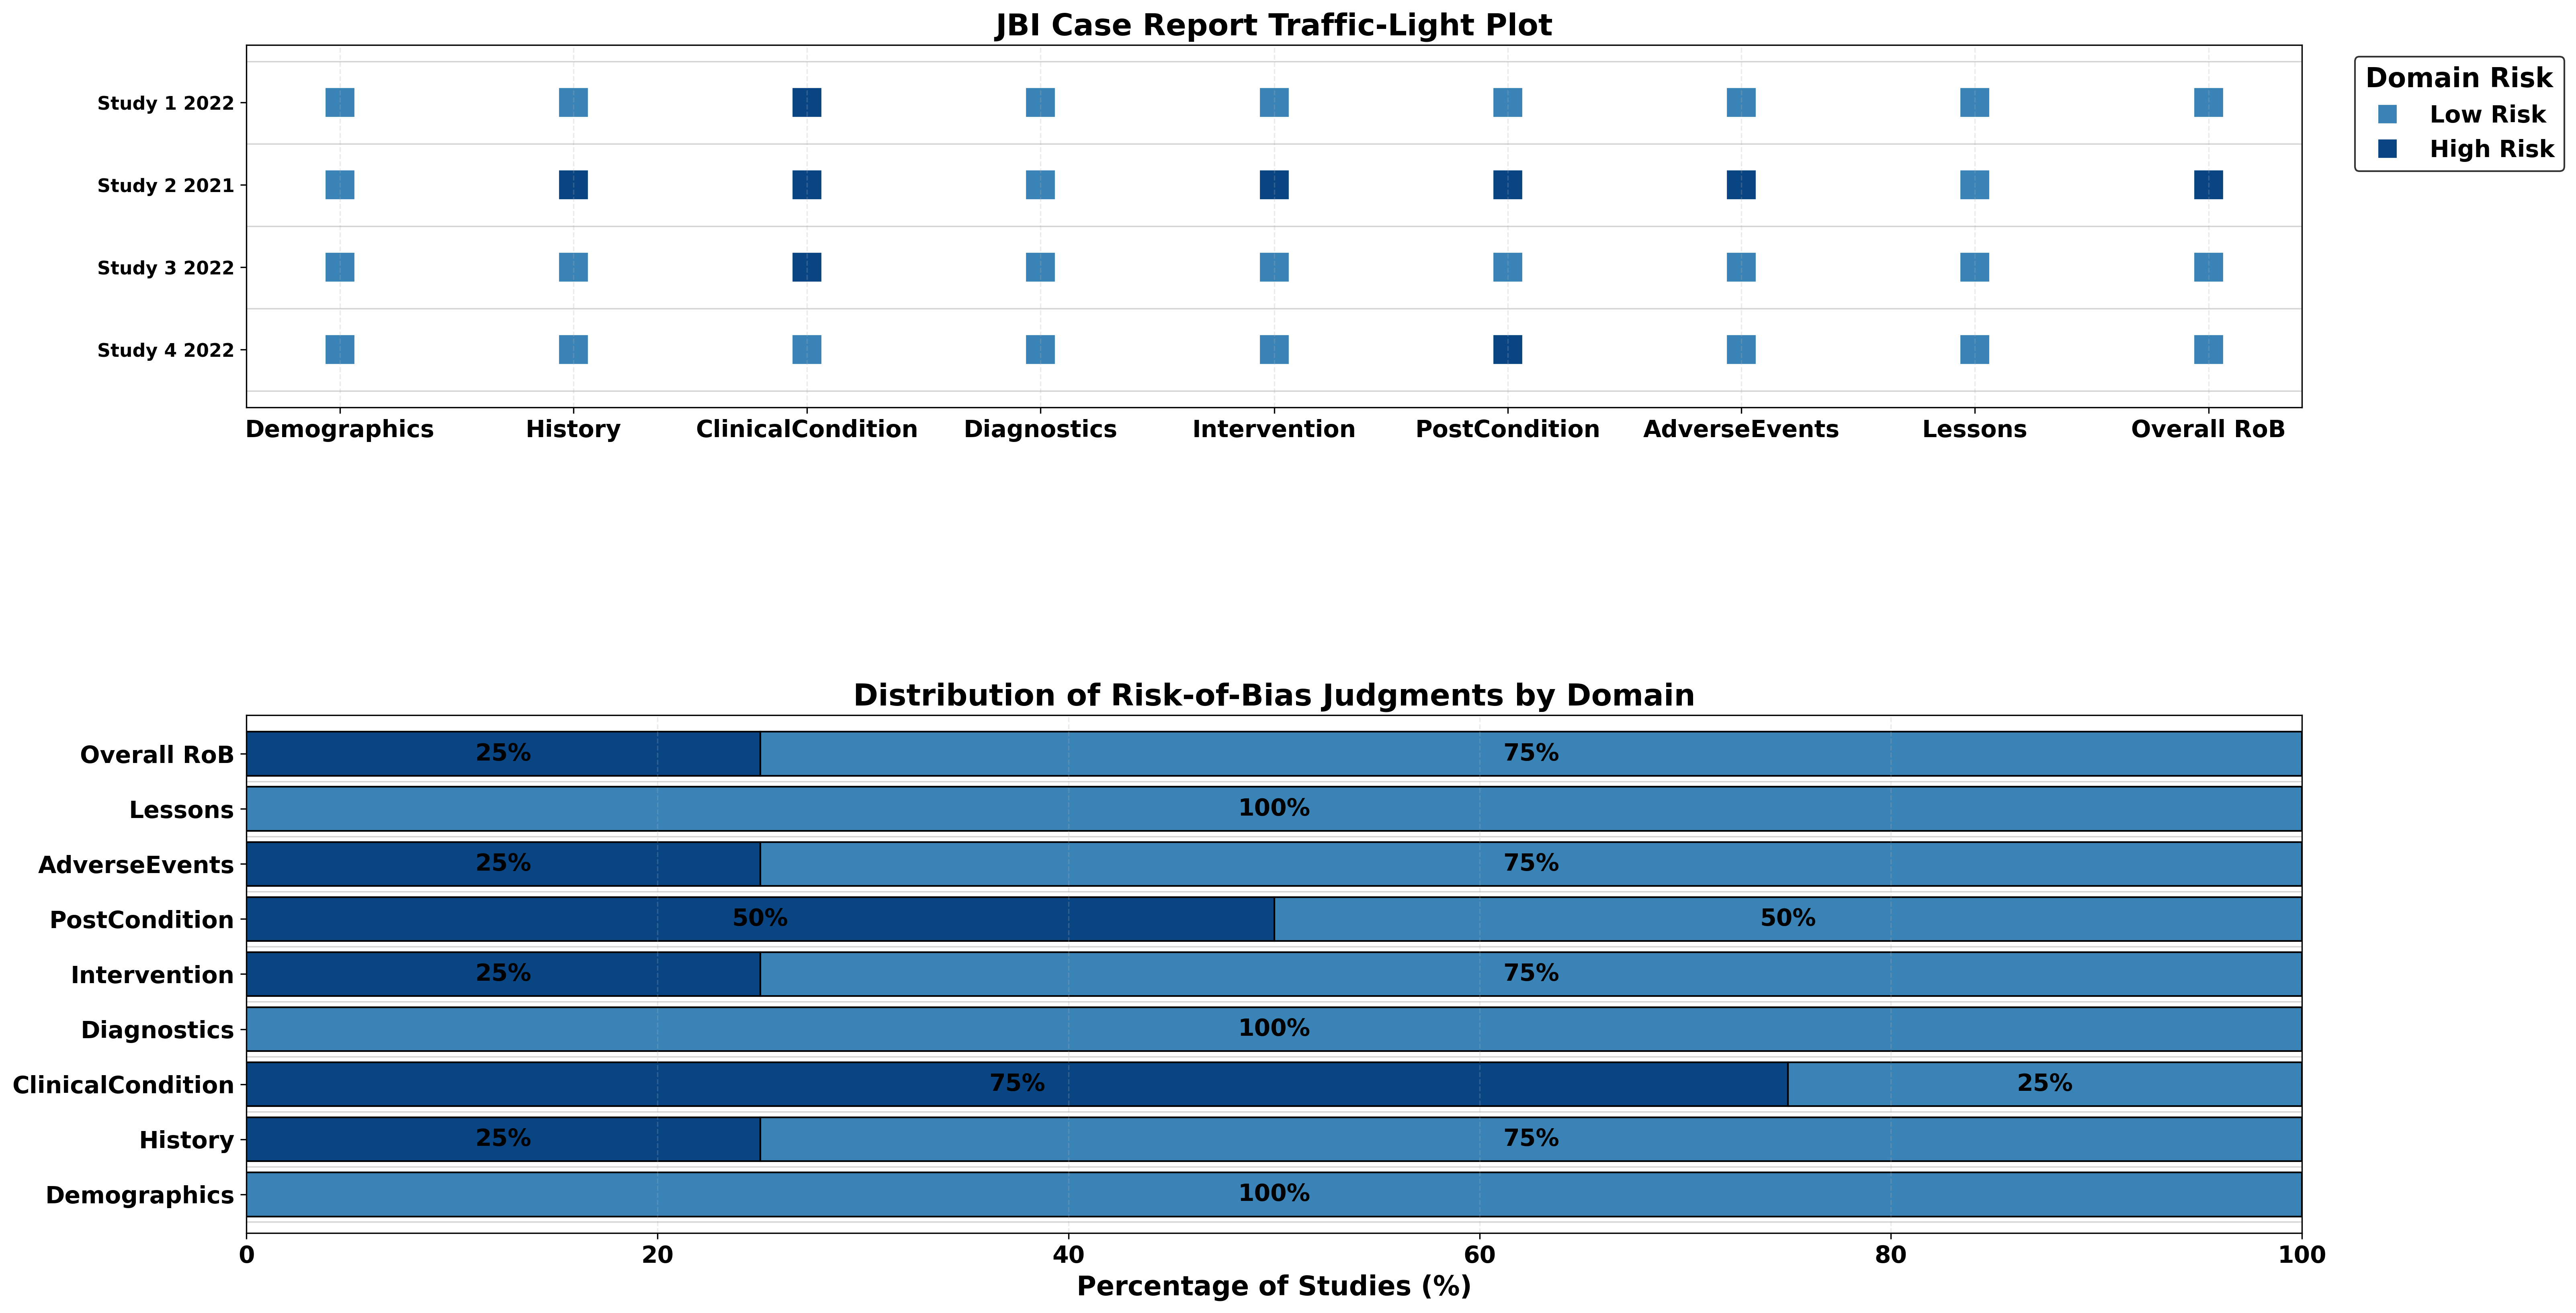 JBI Case Report Traffic-Light Plot
Study 1 2022
Study 2 2021
Study 3 2022
Study 4 2022
Demographics History ClinicalCondition Diagnostics Intervention PostCondition AdverseEvents Lessons Overall RoB
Domain Risk
Low Risk
High Risk
Distribution of Risk-of-Bias Judgments by Domain
Overall RoB 25% 75%
Lessons 100%
AdverseEvents 25% 75%
PostCondition 50% 50%
Intervention 25% 75%
Diagnostics 100%
ClinicalCondition 75% 25%
History 25% 75%
Demographics 100%
0 20 40 60 80 100
Percentage of Studies (%)